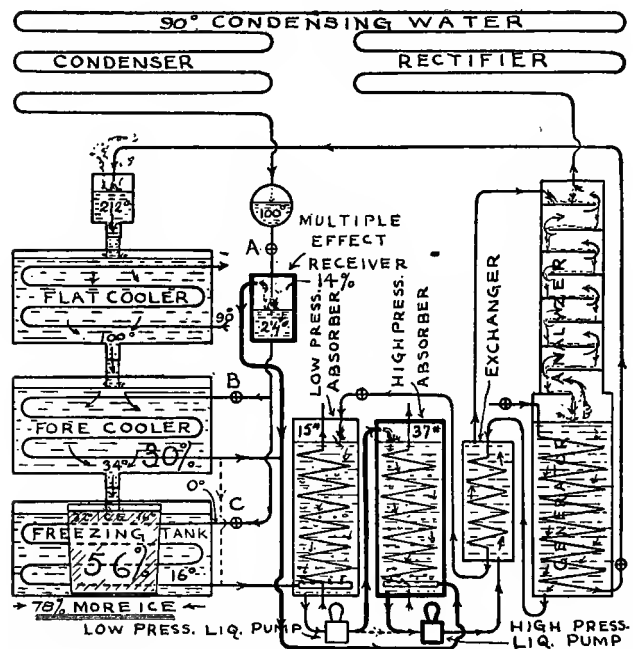 90° CONDENSING WATER
CONDENSER
RECTIFIER
212°
100°
A
MULTIPLE
EFFECT
RECEIVER
14%
24°
FLAT COOLER
90°
100°
LOW PRESS.
ABSORBER
HIGH PRESS.
ABSORBER
EXCHANGER
ANALYZER
B
FORE COOLER
34°
30%
15#
37#
GENERATOR
0°
C
32°
FREEZING TANK
56%
16°
78% MORE ICE
LOW PRESS. LIQ. PUMP
HIGH PRESS.
LIQ. PUMP